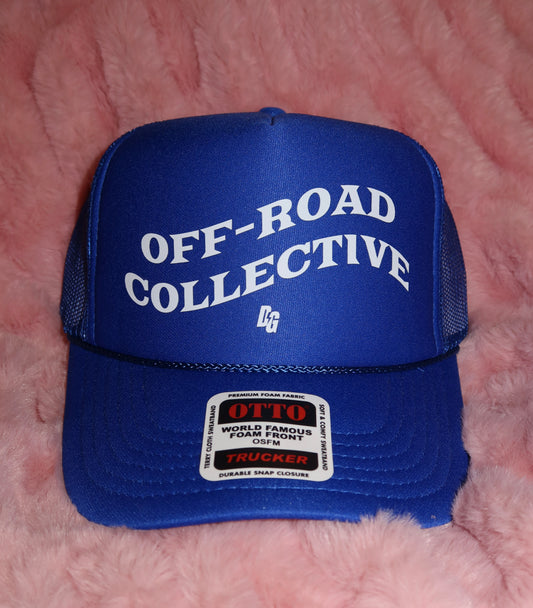 OFF-ROAD
COLLECTIVE
DG
PREMIUM FOAM FABRIC
OTTO
WORLD FAMOUS
FOAM FRONT
OSFM
TRUCKER
DURABLE SNAP CLOSURE
TERRY CLOTH SWEATBAND
SOFT & COMFY SWEATBAND